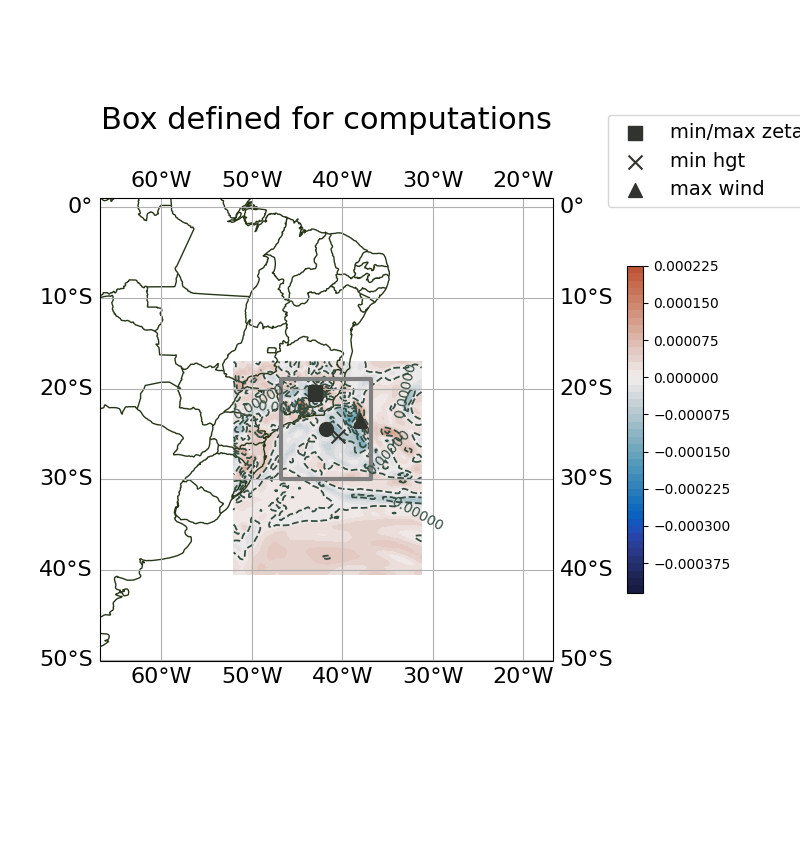 Box defined for computations
min/max zeta
min hgt
max wind
60°W 50°W 40°W 30°W 20°W
0° 0°
10°S 10°S
20°S 20°S
30°S 30°S
40°S 40°S
50°S 50°S
60°W 50°W 40°W 30°W 20°W
0.00000
0.000225
0.000150
0.000075
0.000000
−0.000075
−0.000150
−0.000225
−0.000300
−0.000375